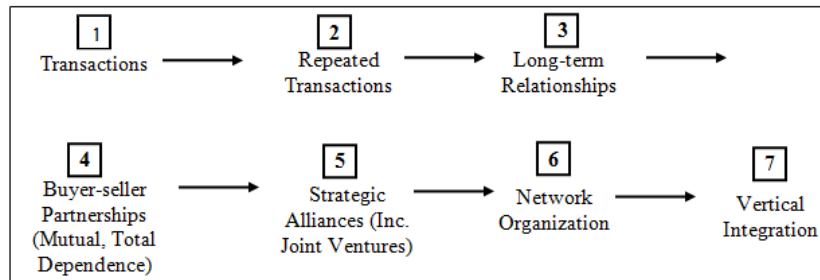 1
Transactions
2
Repeated
Transactions
3
Long-term
Relationships
4
Buyer-seller
Partnerships
(Mutual, Total
Dependence)
5
Strategic
Alliances (Inc.
Joint Ventures)
6
Network
Organization
7
Vertical
Integration